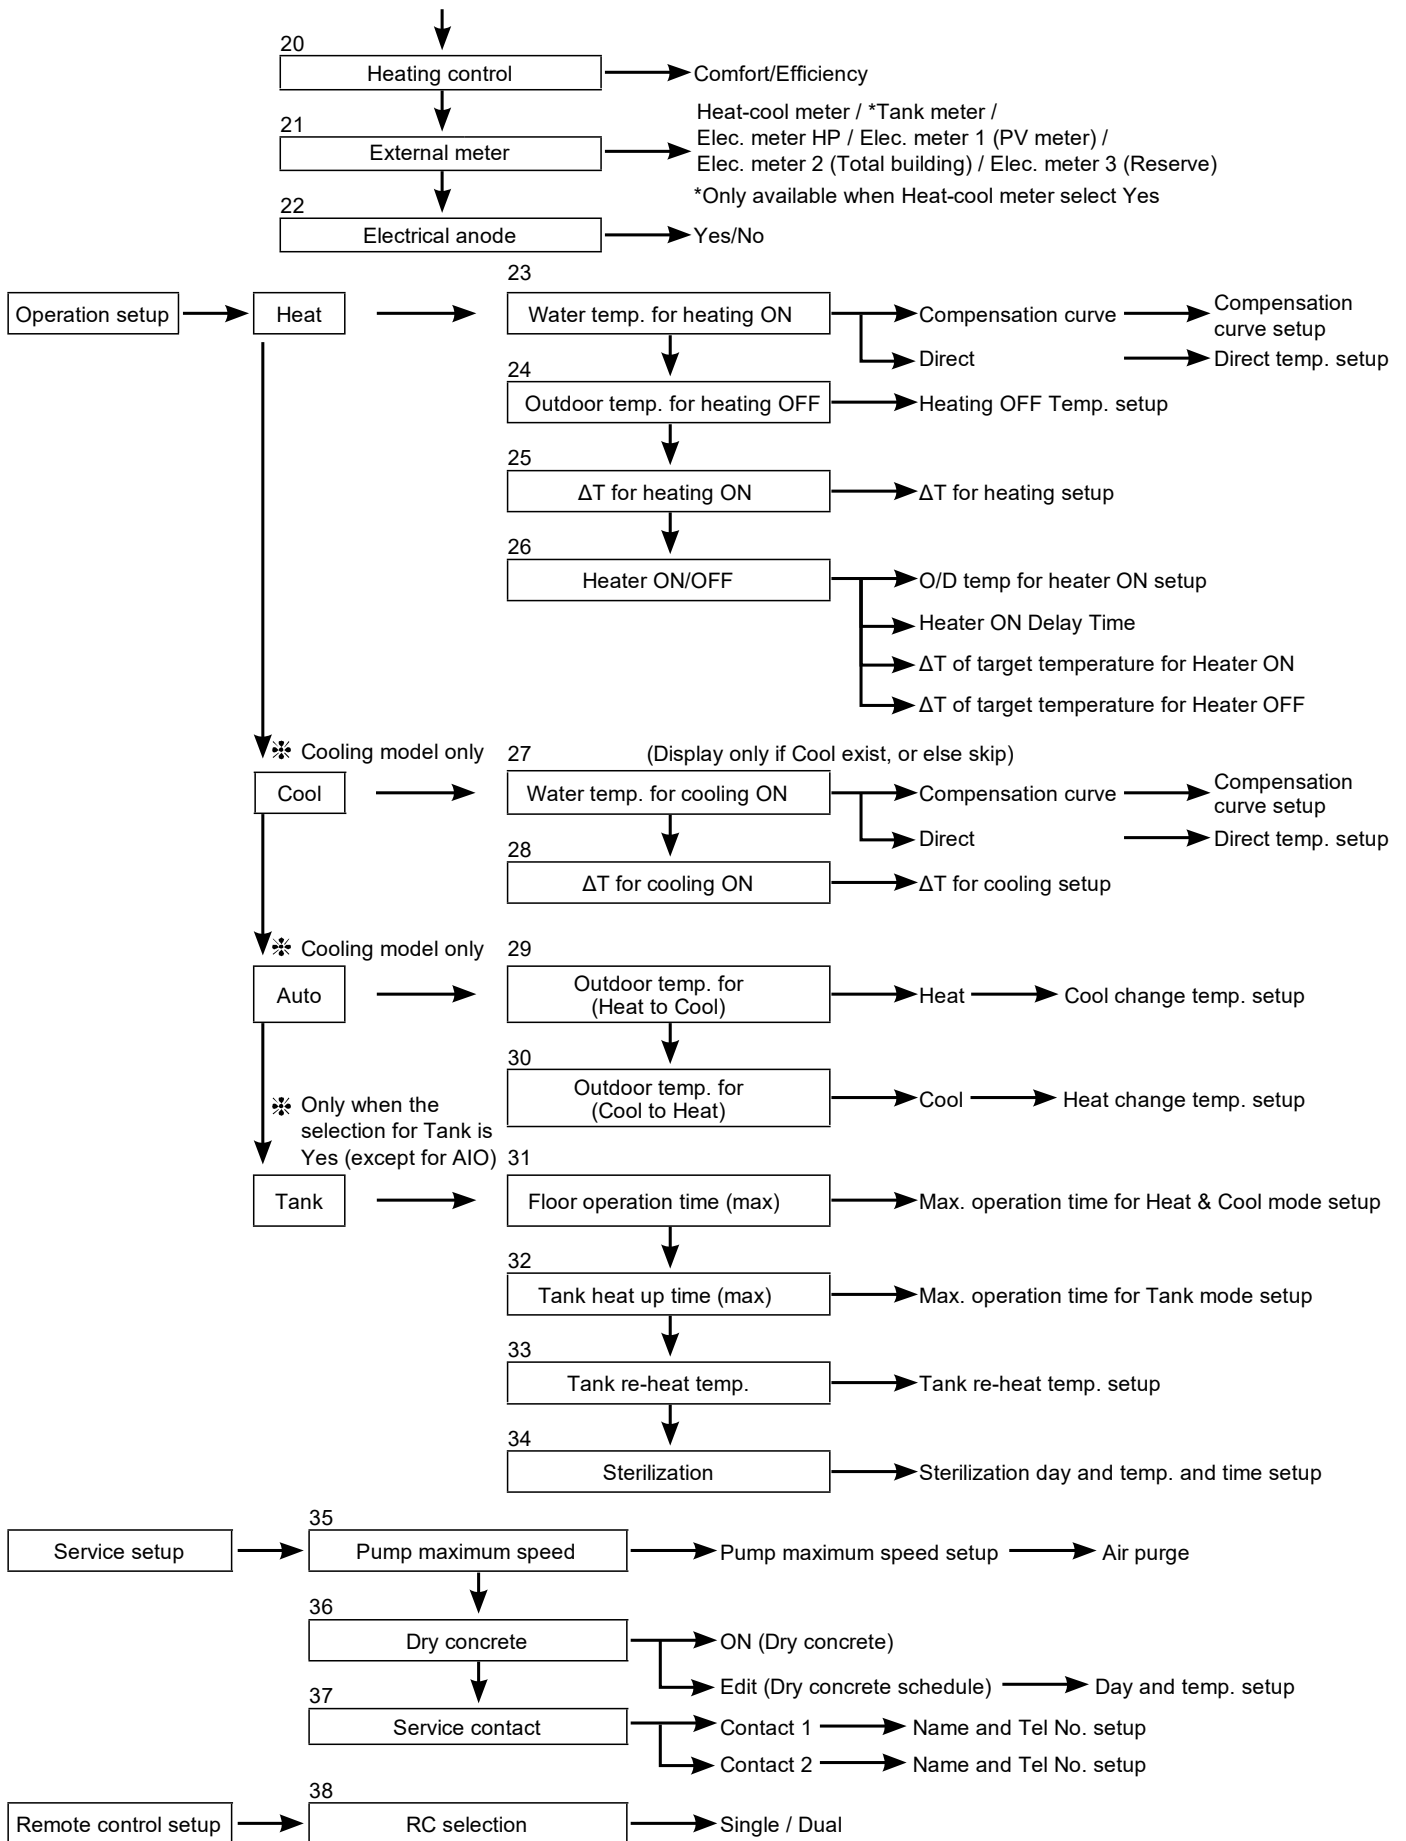 20
Heating control
Comfort/Efficiency
21
External meter
Heat-cool meter / *Tank meter /
Elec. meter HP / Elec. meter 1 (PV meter) /
Elec. meter 2 (Total building) / Elec. meter 3 (Reserve)
*Only available when Heat-cool meter select Yes
22
Electrical anode
Yes/No
Operation setup
Heat
23
Water temp. for heating ON
Compensation curve
Compensation
curve setup
Direct
Direct temp. setup
24
Outdoor temp. for heating OFF
Heating OFF Temp. setup
25
ΔT for heating ON
ΔT for heating setup
26
Heater ON/OFF
O/D temp for heater ON setup
Heater ON Delay Time
ΔT of target temperature for Heater ON
ΔT of target temperature for Heater OFF
❉ Cooling model only
27
(Display only if Cool exist, or else skip)
Cool
Water temp. for cooling ON
Compensation curve
Compensation
curve setup
Direct
Direct temp. setup
28
ΔT for cooling ON
ΔT for cooling setup
❉ Cooling model only
29
Auto
Outdoor temp. for
(Heat to Cool)
Heat
Cool change temp. setup
30
Outdoor temp. for
(Cool to Heat)
Cool
Heat change temp. setup
❉ Only when the
selection for Tank is
Yes (except for AIO)
31
Tank
Floor operation time (max)
Max. operation time for Heat & Cool mode setup
32
Tank heat up time (max)
Max. operation time for Tank mode setup
33
Tank re-heat temp.
Tank re-heat temp. setup
34
Sterilization
Sterilization day and temp. and time setup
Service setup
35
Pump maximum speed
Pump maximum speed setup
Air purge
36
Dry concrete
ON (Dry concrete)
Edit (Dry concrete schedule)
Day and temp. setup
37
Service contact
Contact 1
Name and Tel No. setup
Contact 2
Name and Tel No. setup
Remote control setup
38
RC selection
Single / Dual